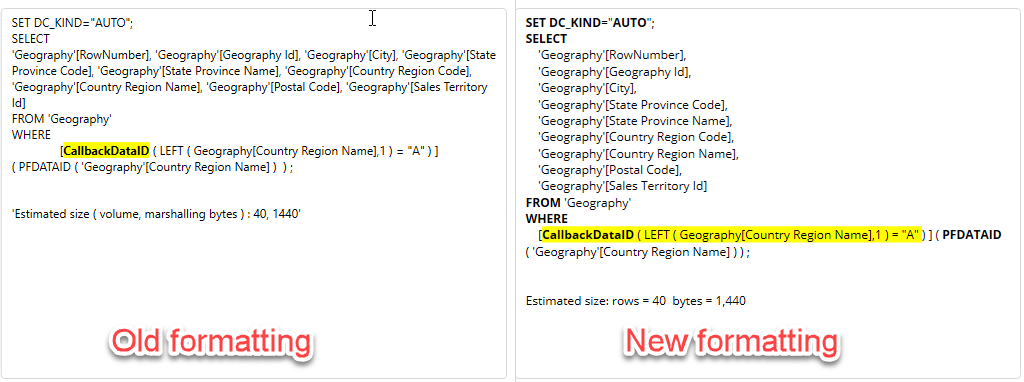 SET DC_KIND="AUTO";
SELECT
'Geography'[RowNumber], 'Geography'[Geography Id], 'Geography'[City], 'Geography'[State
Province Code], 'Geography'[State Province Name], 'Geography'[Country Region Code],
'Geography'[Country Region Name], 'Geography'[Postal Code], 'Geography'[Sales Territory
Id]
FROM 'Geography'
WHERE
[CallbackDataID ( LEFT ( Geography[Country Region Name],1 ) = "A" ) ]
( PFDATAID ( 'Geography'[Country Region Name] )  ) ;
'Estimated size ( volume, marshalling bytes ) : 40, 1440'
Old formatting
SET DC_KIND="AUTO";
SELECT
'Geography'[RowNumber],
'Geography'[Geography Id],
'Geography'[City],
'Geography'[State Province Code],
'Geography'[State Province Name],
'Geography'[Country Region Code],
'Geography'[Country Region Name],
'Geography'[Postal Code],
'Geography'[Sales Territory Id]
FROM 'Geography'
WHERE
[CallbackDataID ( LEFT ( Geography[Country Region Name],1 ) = "A" ) ] ( PFDATAID
( 'Geography'[Country Region Name] ) ) ;
Estimated size: rows = 40  bytes = 1,440
New formatting